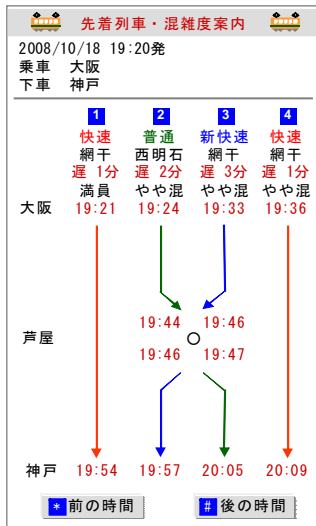 先着列車・混雑度案内
2008/10/18 19:20発
乗車 大阪
下車 神戸
1 2 3 4
快速 普通 新快速 快速
網干 西明石 網干 網干
遅 1分 遅 2分 遅 3分 遅 1分
満員 やや混 やや混 やや混
大阪 19:21 19:24 19:33 19:36
19:44 19:46
芦屋
19:46 19:47
神戸 19:54 19:57 20:05 20:09
* 前の時間 # 後の時間